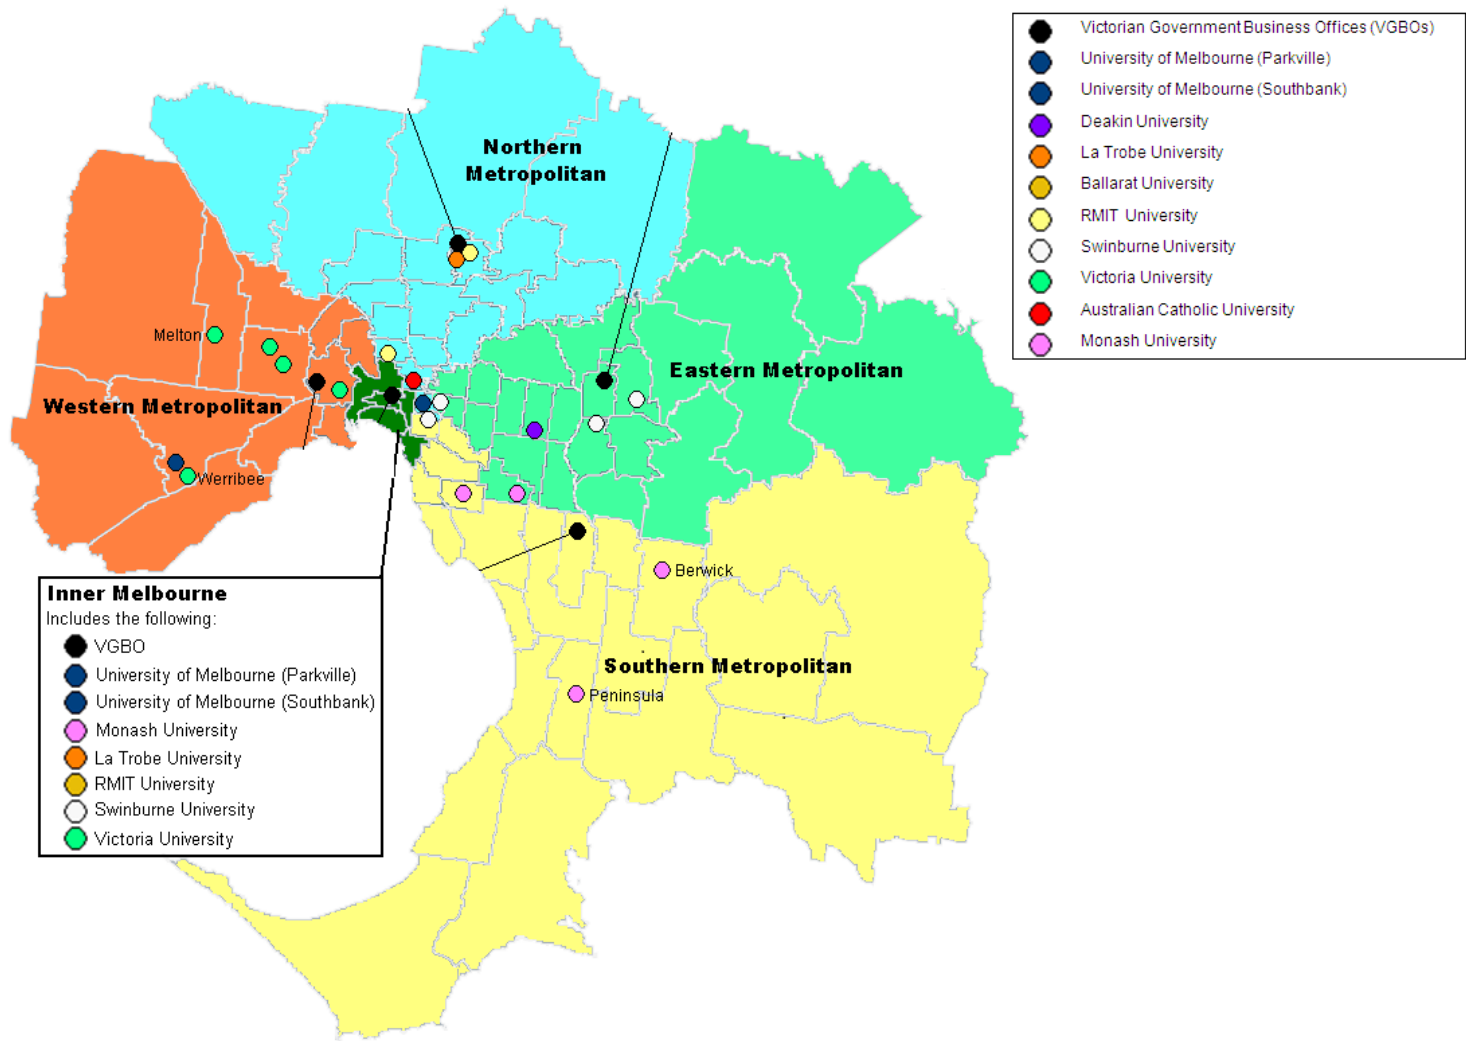 Victorian Government Business Offices (VGBOs)
University of Melbourne (Parkville)
University of Melbourne (Southbank)
Deakin University
La Trobe University
Ballarat University
RMIT University
Swinburne University
Victoria University
Australian Catholic University
Monash University
Northern
Metropolitan
Melton
Eastern Metropolitan
Western Metropolitan
Werribee
Berwick
Southern Metropolitan
Peninsula
Inner Melbourne
Includes the following:
VGBO
University of Melbourne (Parkville)
University of Melbourne (Southbank)
Monash University
La Trobe University
RMIT University
Swinburne University
Victoria University